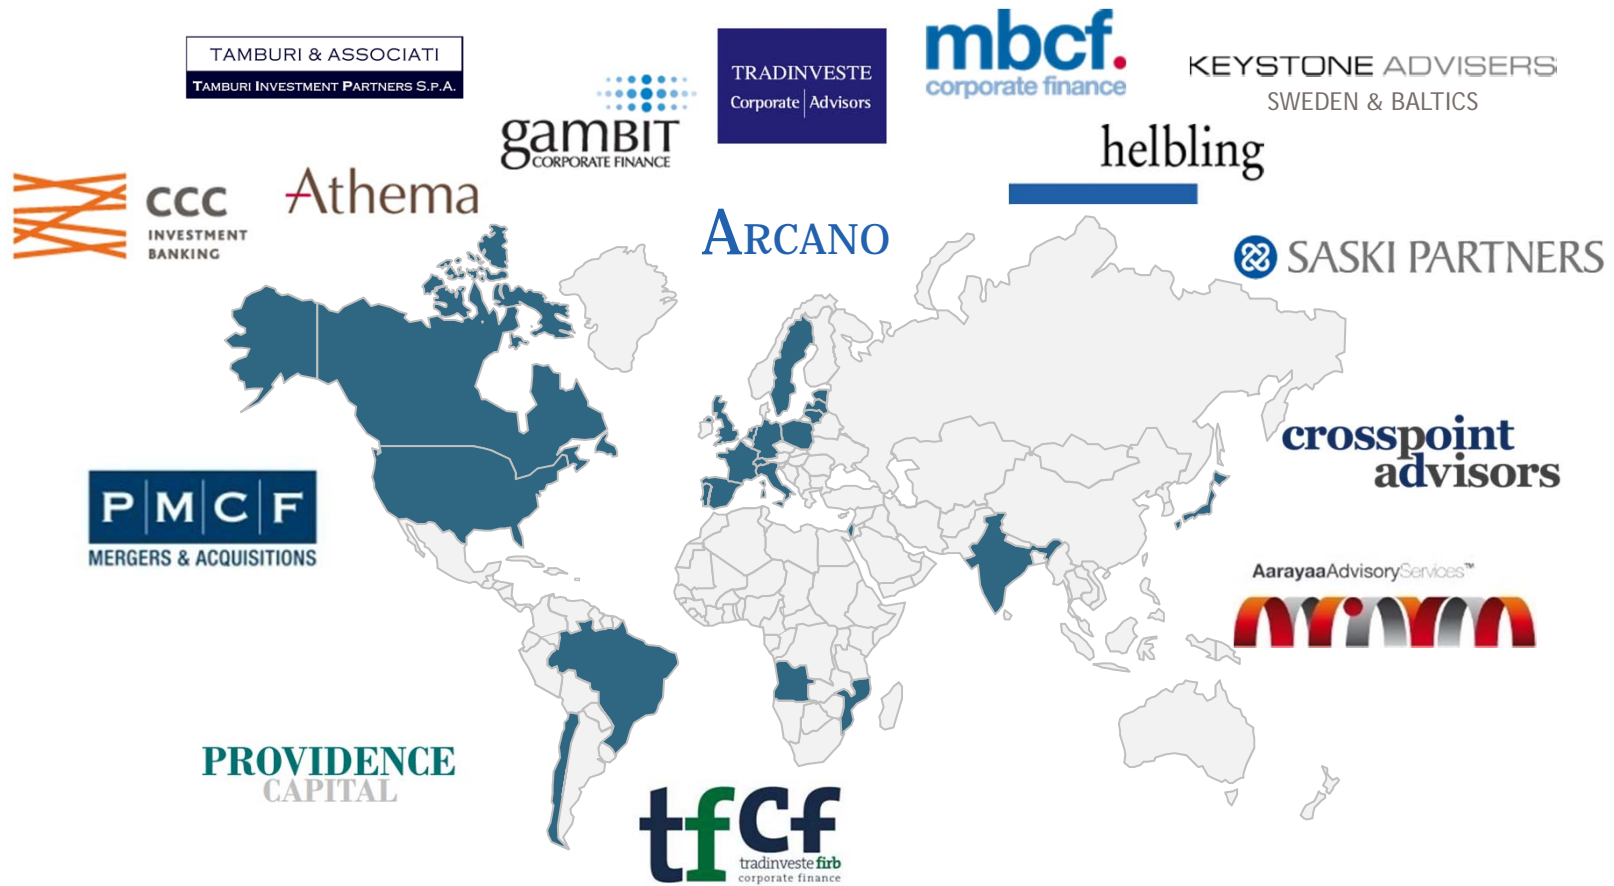 TAMBURI & ASSOCIATI
TAMBURI INVESTMENT PARTNERS S.P.A.
gamBIT
CORPORATE FINANCE
TRADINVESTE
Corporate | Advisors
mbcf.
corporate finance
KEYSTONE ADVISERS
SWEDEN & BALTICS
helbling
CCC
INVESTMENT
BANKING
Athema
ARCANO
SASKI PARTNERS
crosspoint
advisors
P|M|C|F
MERGERS & ACQUISITIONS
AarayaaAdvisoryServices™
PROVIDENCE
CAPITAL
tfcf
tradinveste firb
corporate finance